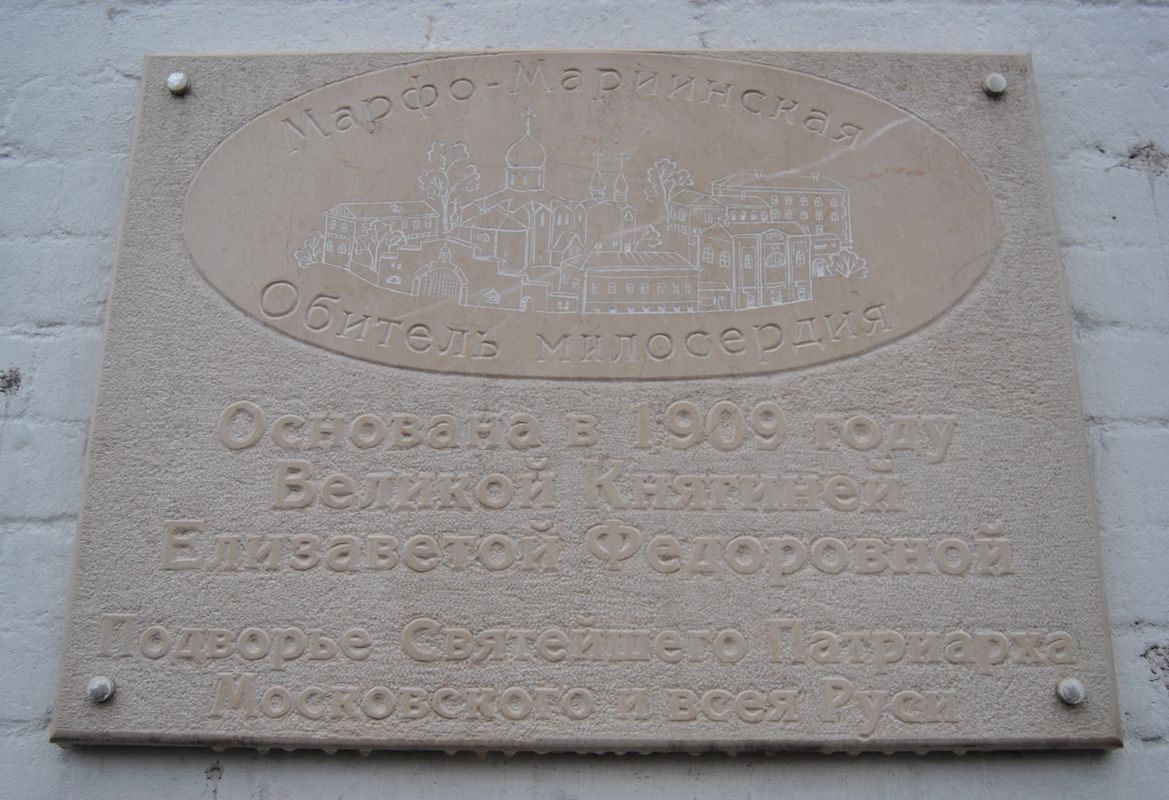 Марфо-Мариинская
Обитель милосердия
Основана в 1909 году
Великой Княгиней
Елизаветой Федоровной
Подворье Святейшего Патриарха
Московского и всея Руси